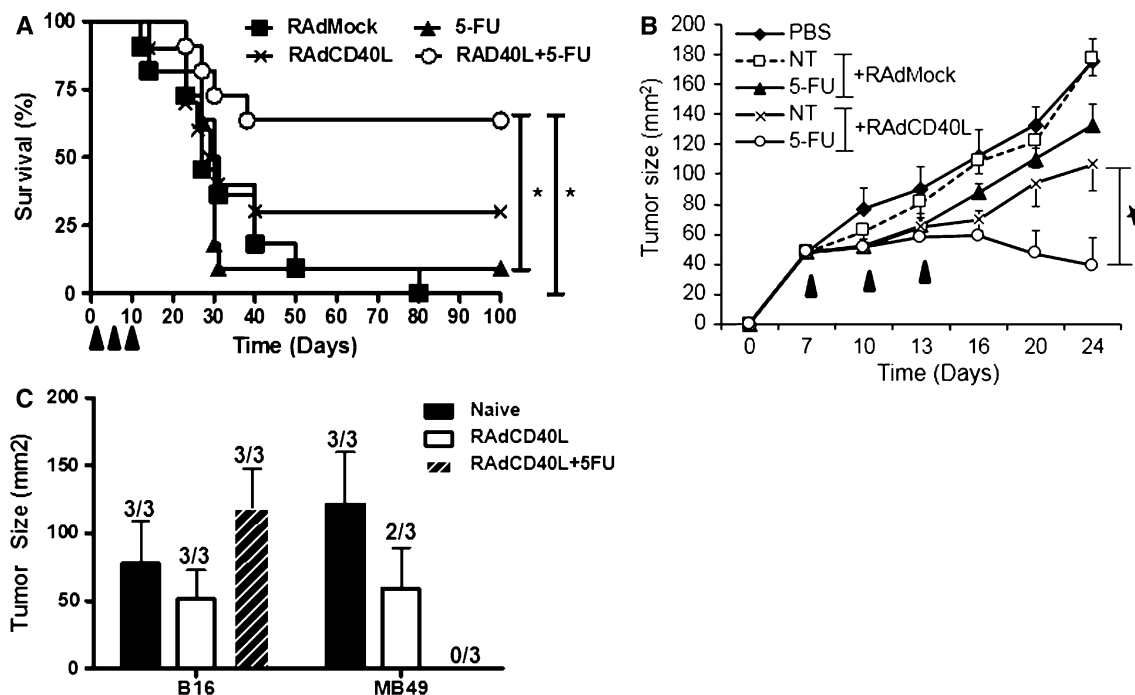 A
RAdMock
5-FU
RAdCD40L
RAD40L+5-FU
Survival (%)
100
75
50
25
0
*
*
0 10 20 30 40 50 60 70 80 90 100
Time (Days)
B
PBS
NT
5-FU
+RAdMock
NT
5-FU
+RAdCD40L
Tumor size (mm²)
200
180
160
140
120
100
80
60
40
20
0
0 7 10 13 16 20 24
Time (Days)
C
Naive
RAdCD40L
RAdCD40L+5FU
Tumor Size (mm2)
200
150
100
50
0
3/3
3/3
3/3
3/3
2/3
0/3
B16 MB49